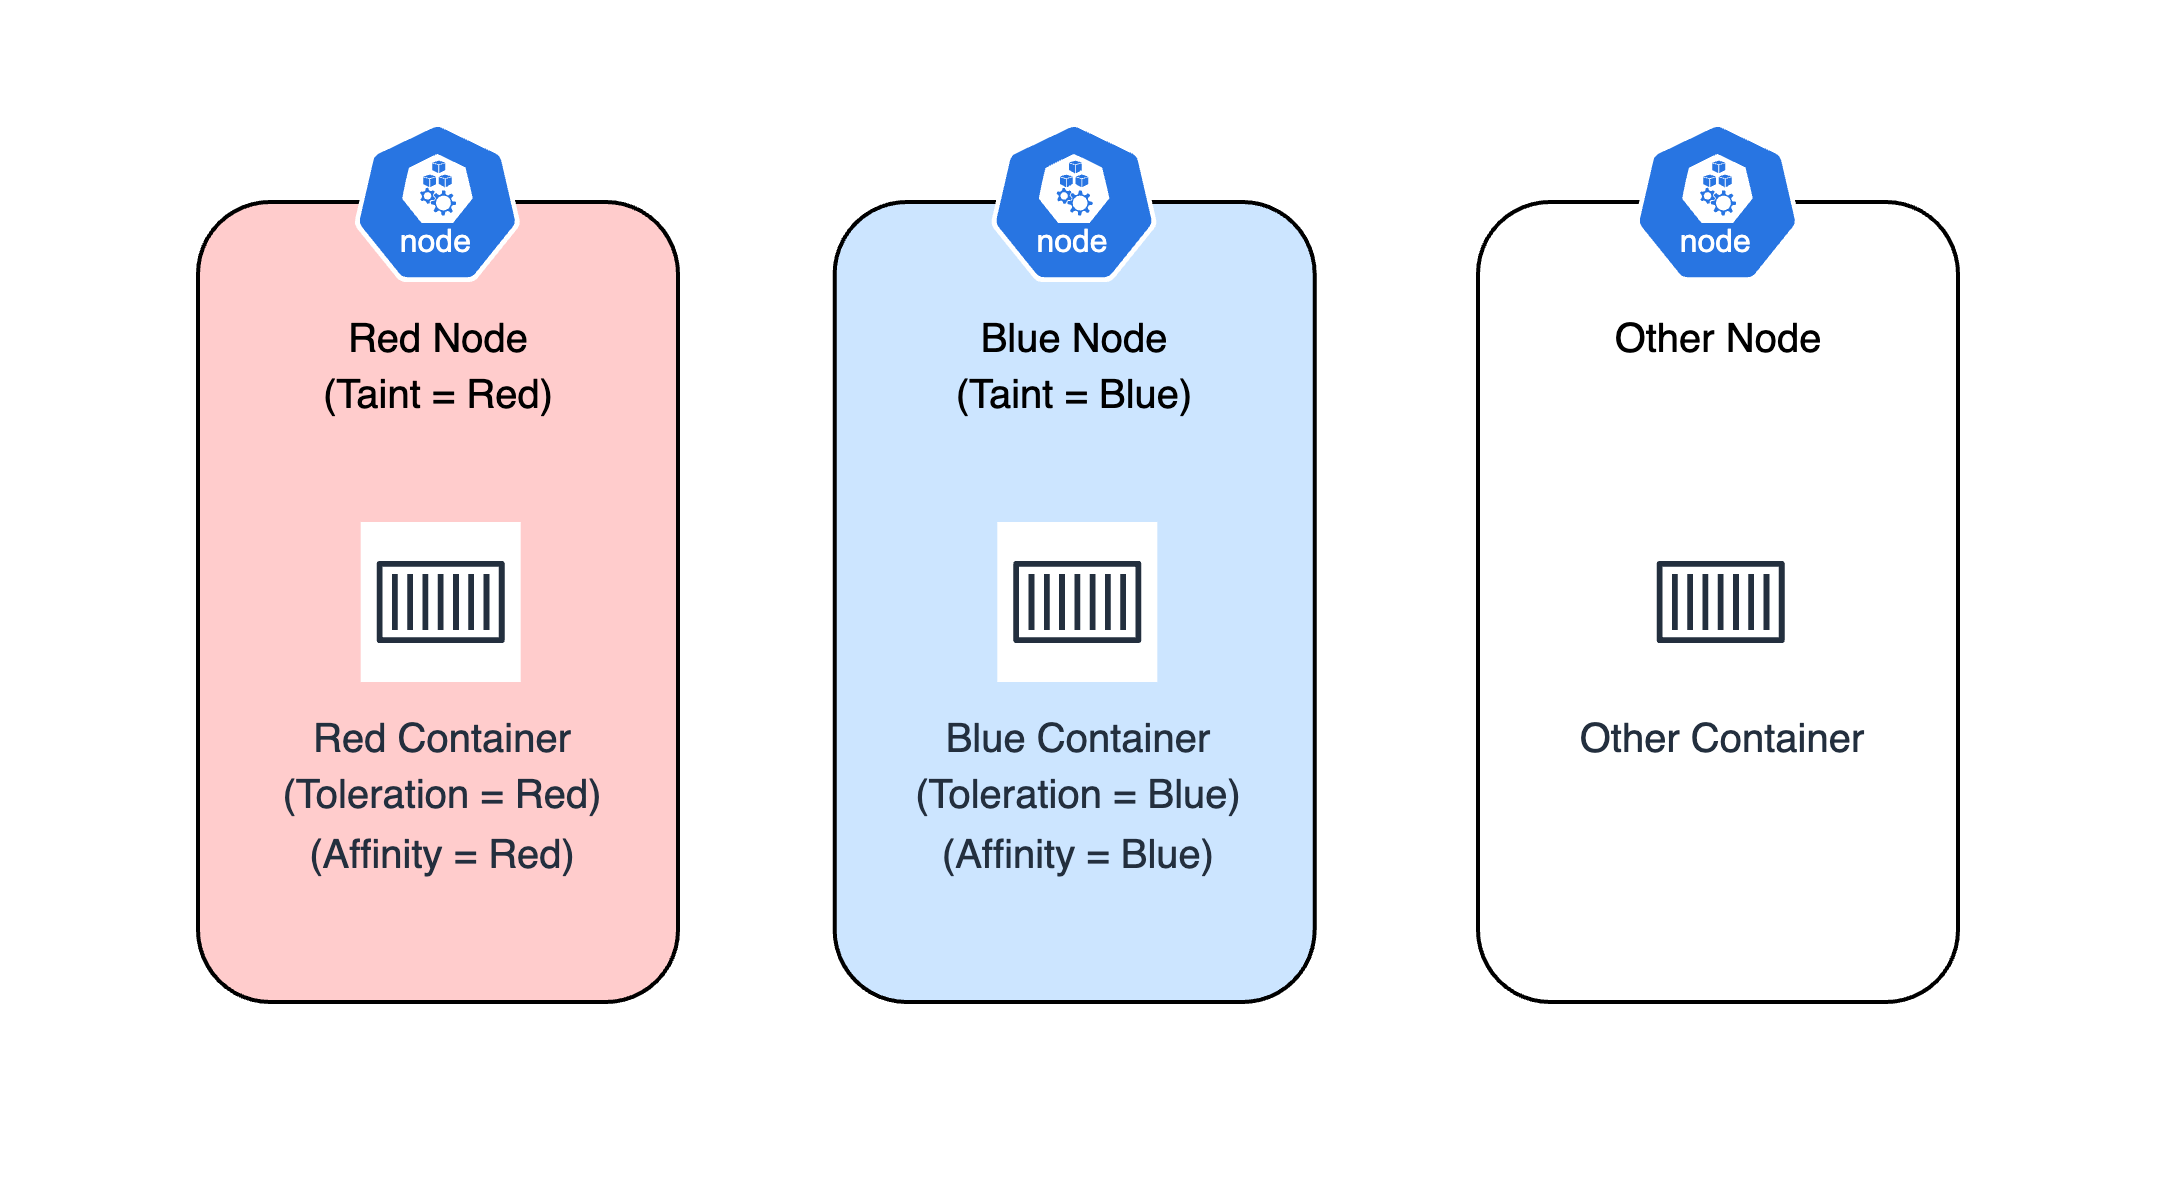 node
Red Node
(Taint = Red)
Red Container
(Toleration = Red)
(Affinity = Red)
node
Blue Node
(Taint = Blue)
Blue Container
(Toleration = Blue)
(Affinity = Blue)
node
Other Node
Other Container